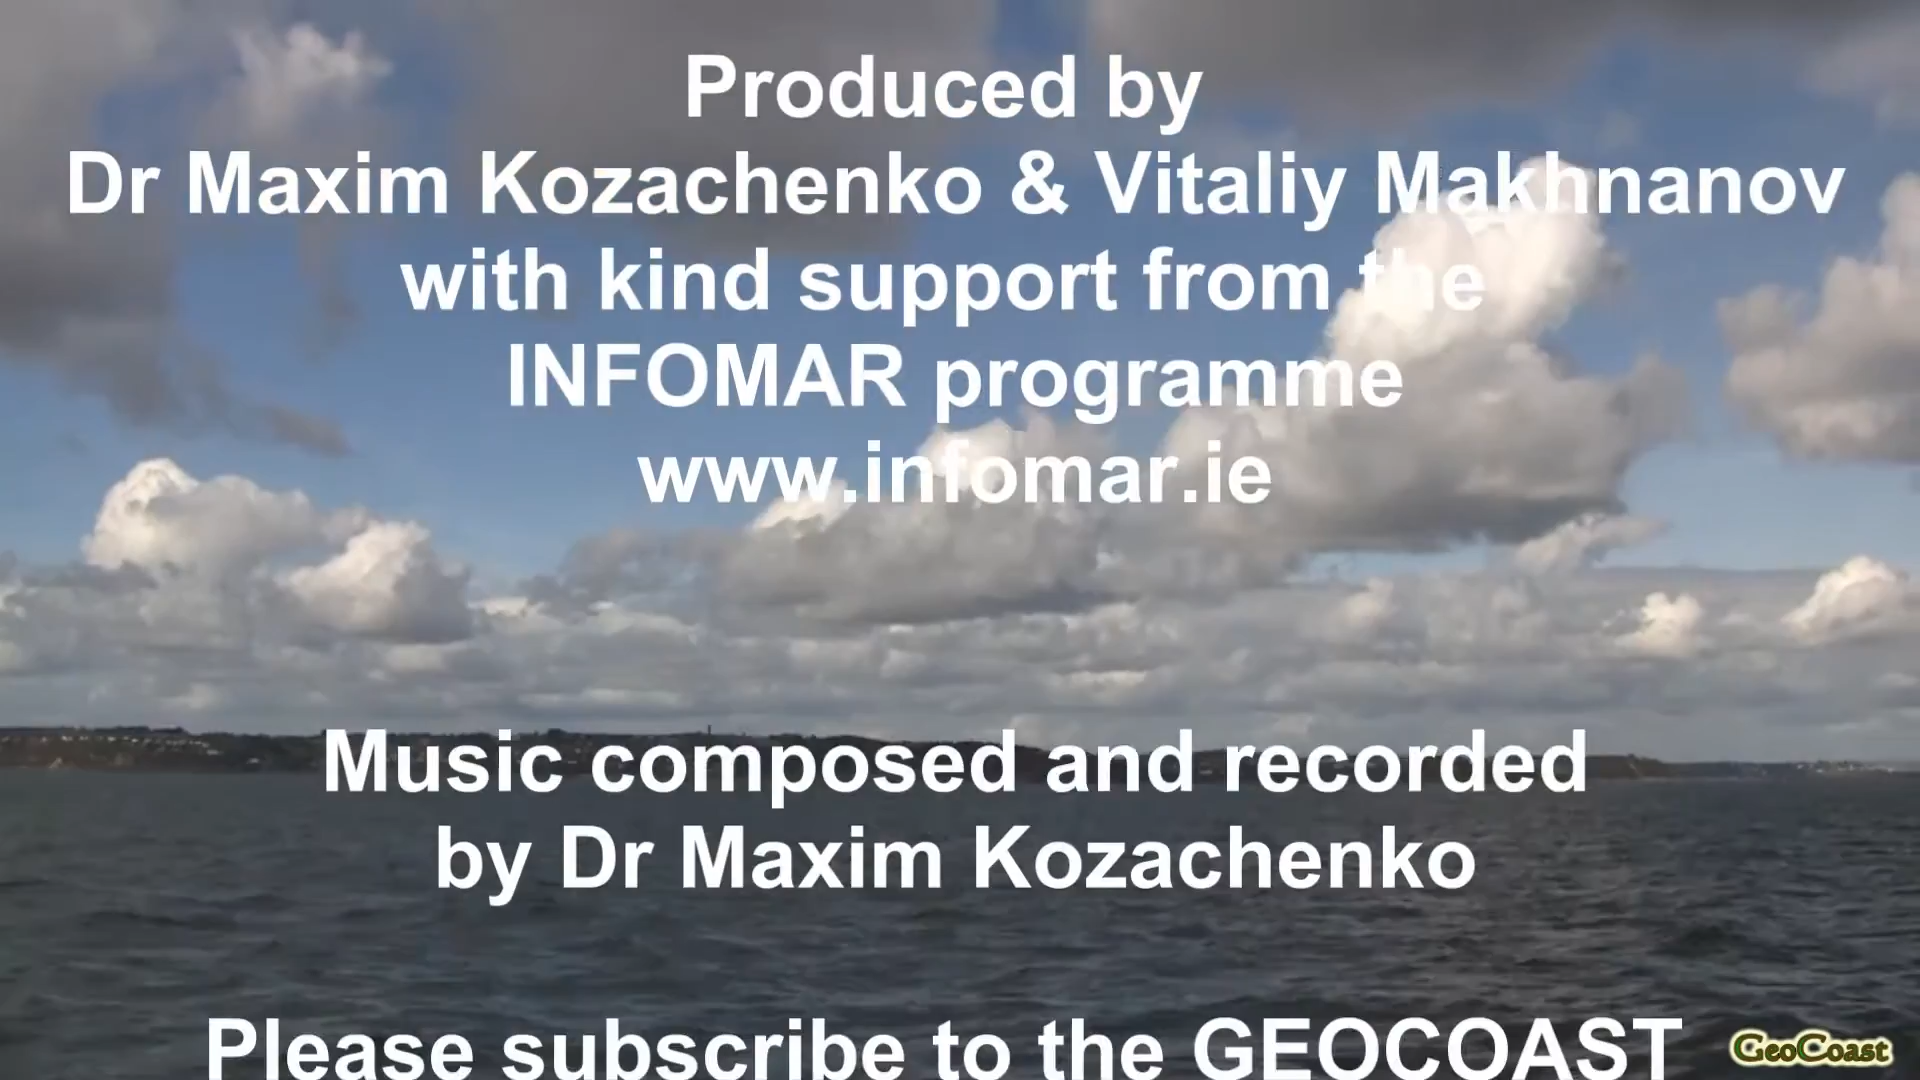 Produced by
Dr Maxim Kozachenko & Vitaliy Makhnanov
with kind support from the
INFOMAR programme
www.infomar.ie
Music composed and recorded
by Dr Maxim Kozachenko
Please subscribe to the GEOCOAST
GeoCoast